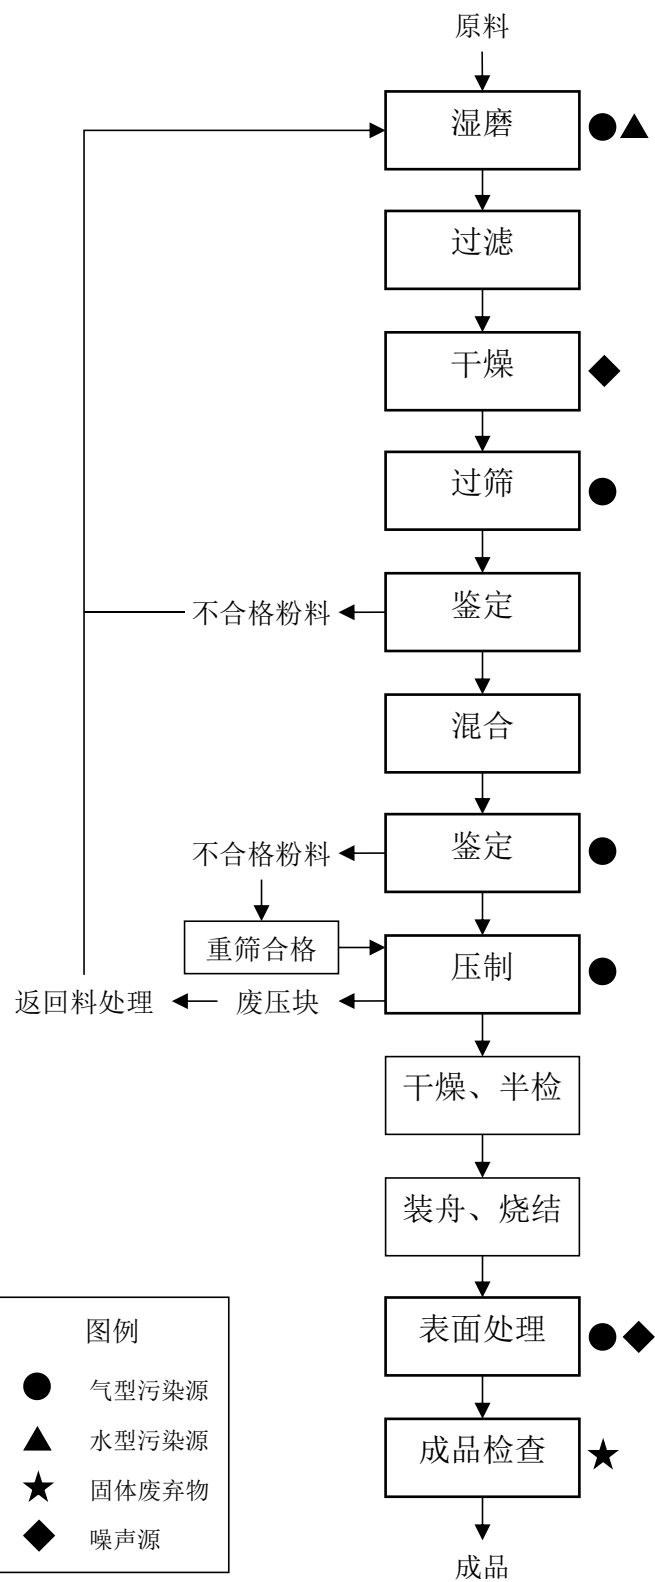 原料
湿磨
过滤
干燥
过筛
鉴定
不合格粉料
混合
鉴定
不合格粉料
重筛合格
压制
返回料处理
废压块
干燥、半检
装舟、烧结
表面处理
成品检查
成品
图例
气型污染源
水型污染源
固体废弃物
噪声源